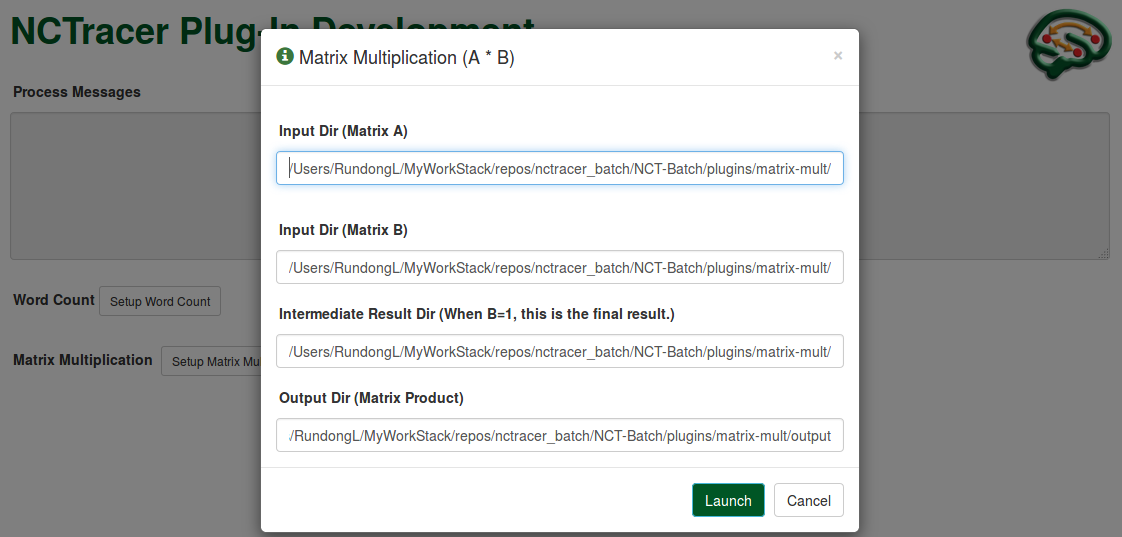 NCTracer Plug-In Development
Matrix Multiplication (A * B)
×
Process Messages
Input Dir (Matrix A)
/Users/RundongL/MyWorkStack/repos/nctracer_batch/NCT-Batch/plugins/matrix-mult/
Input Dir (Matrix B)
/Users/RundongL/MyWorkStack/repos/nctracer_batch/NCT-Batch/plugins/matrix-mult/
Word Count
Setup Word Count
Intermediate Result Dir (When B=1, this is the final result.)
/Users/RundongL/MyWorkStack/repos/nctracer_batch/NCT-Batch/plugins/matrix-mult/
Matrix Multiplication
Setup Matrix Mu
Output Dir (Matrix Product)
/RundongL/MyWorkStack/repos/nctracer_batch/NCT-Batch/plugins/matrix-mult/output
Launch
Cancel